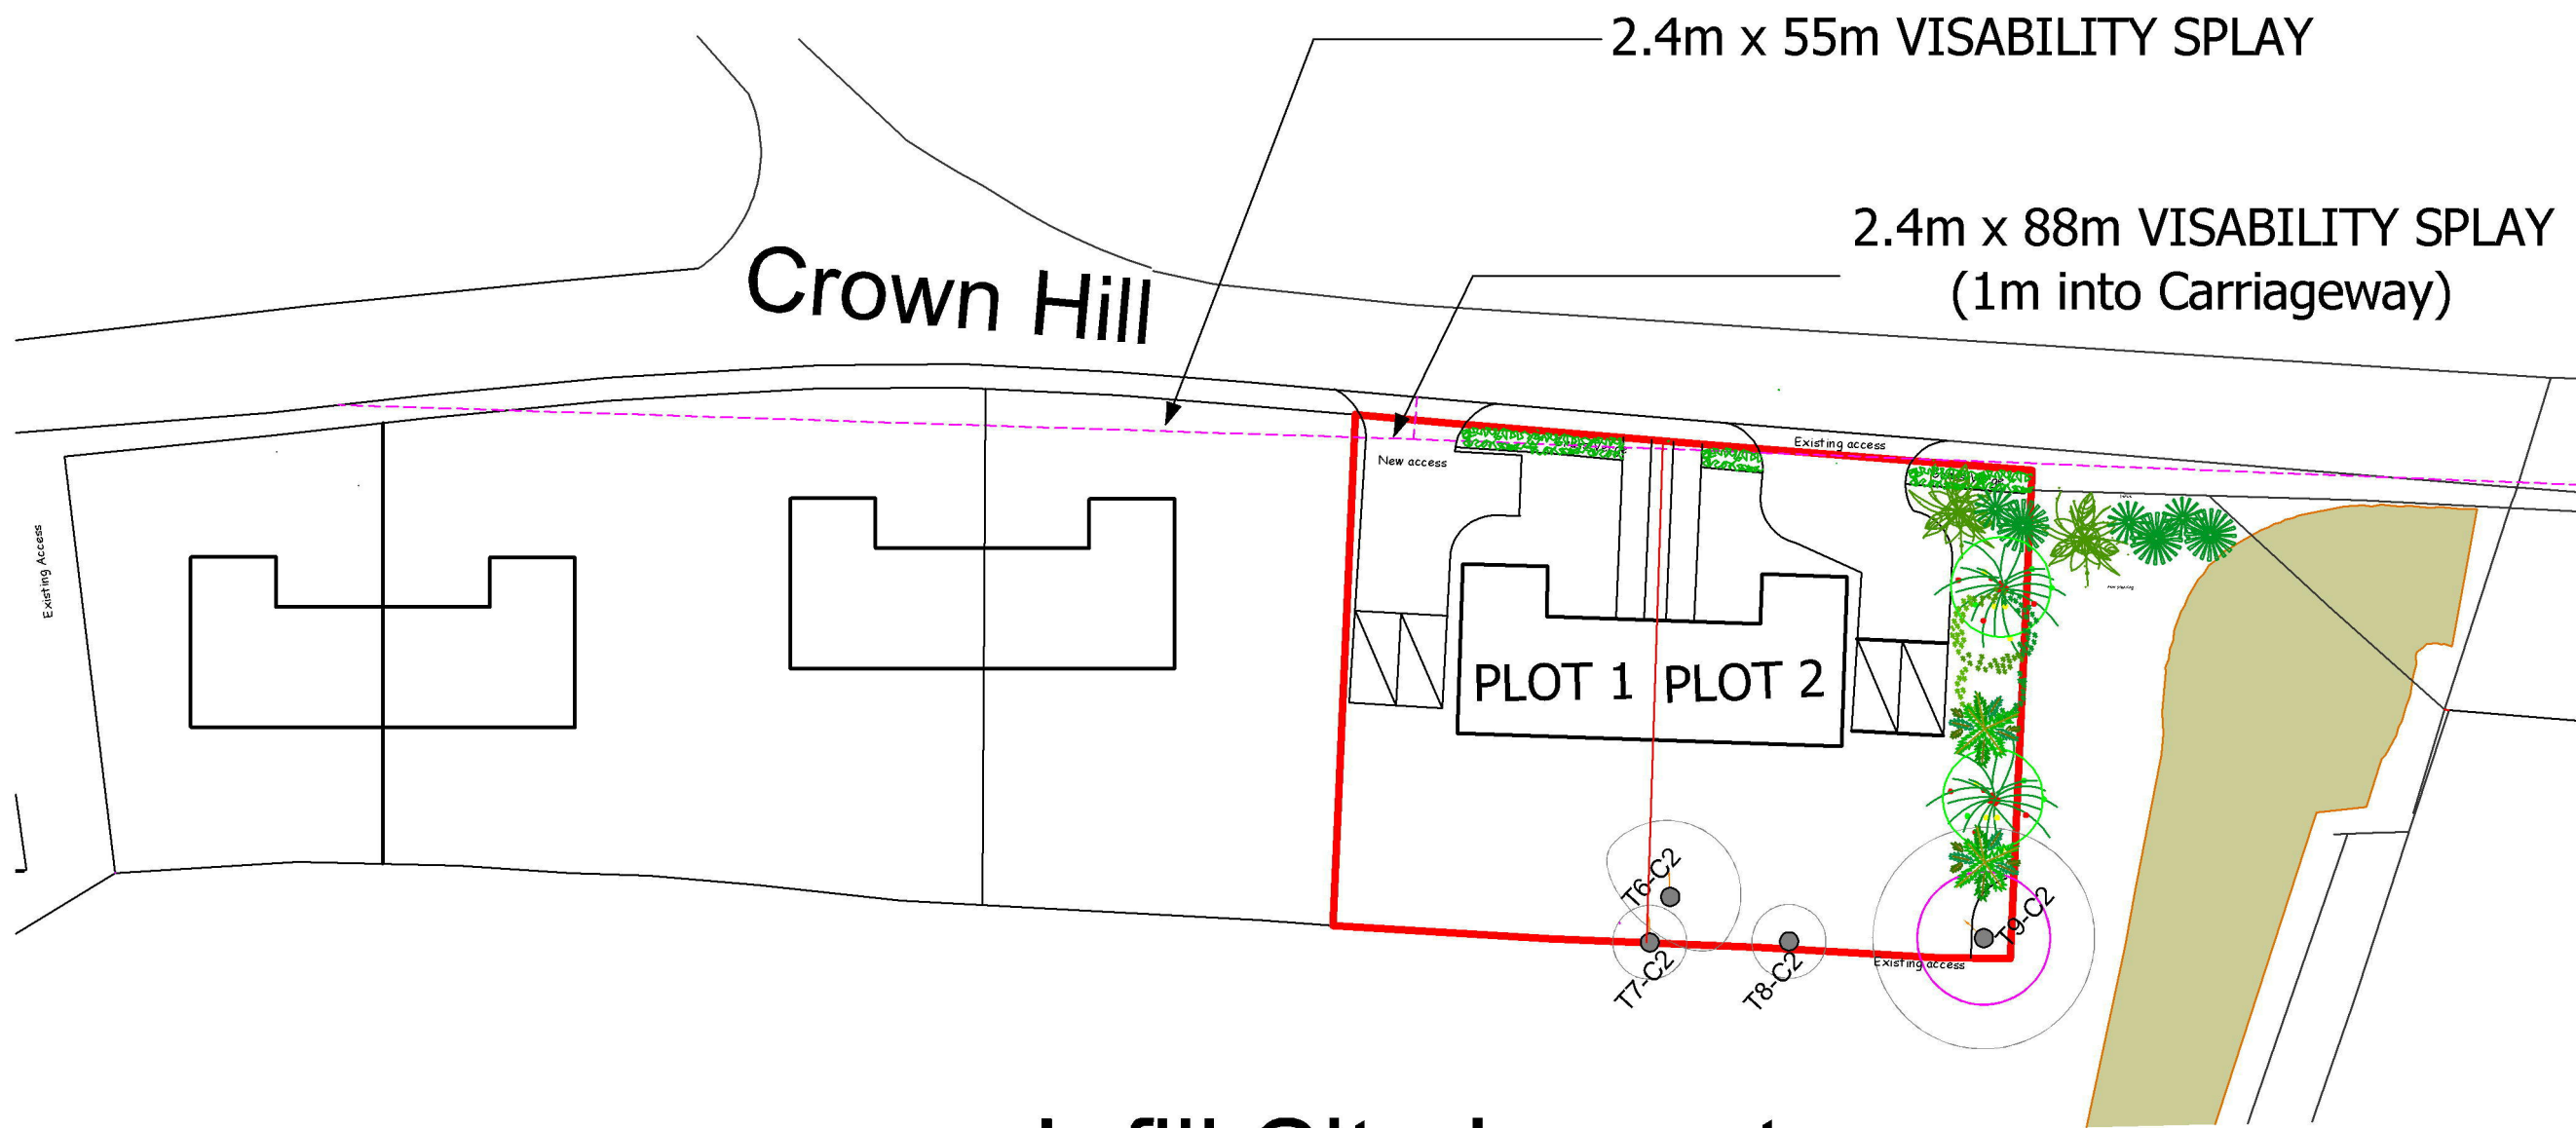 2.4m x 55m VISABILITY SPLAY
2.4m x 88m VISABILITY SPLAY
(1m into Carriageway)
Crown Hill
Existing access
New access
Existing Access
PLOT 1
PLOT 2
T6-C2
T7-C2
T8-C2
T9-C2
Existing access